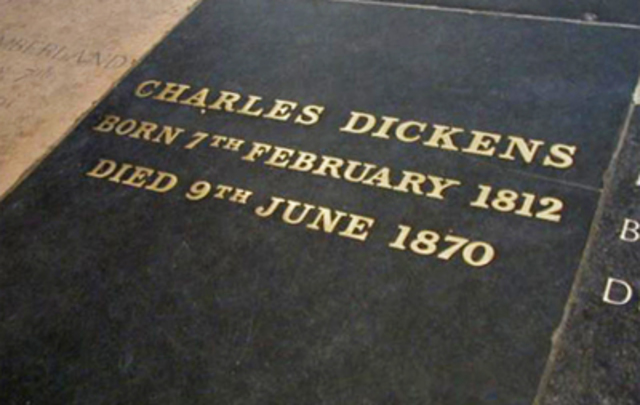 CHARLES DICKENS
BORN 7TH FEBRUARY 1812
DIED 9TH JUNE 1870
B
D